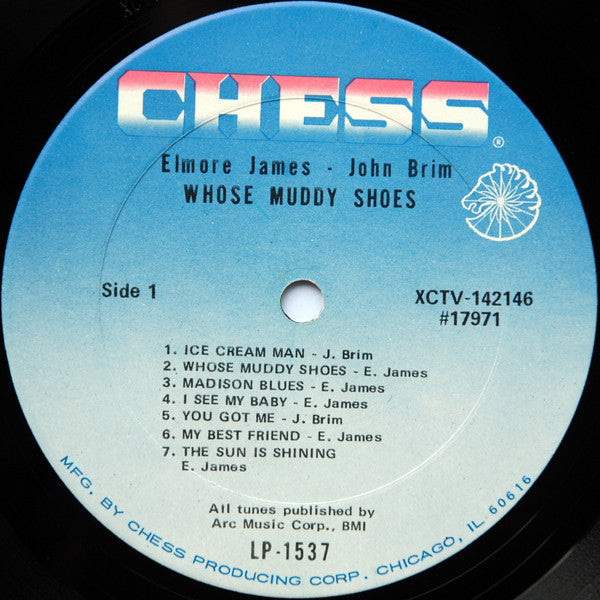 CHESS
®
Elmore James - John Brim
WHOSE MUDDY SHOES
Side 1
XCTV-142146
#17971
1. ICE CREAM MAN - J. Brim
2. WHOSE MUDDY SHOES - E. James
3. MADISON BLUES - E. James
4. I SEE MY BABY - E. James
5. YOU GOT ME - J. Brim
6. MY BEST FRIEND - E. James
7. THE SUN IS SHINING
E. James
All tunes published by
Arc Music Corp., BMI
LP-1537
MFG. BY CHESS PRODUCING CORP. CHICAGO, IL 60616